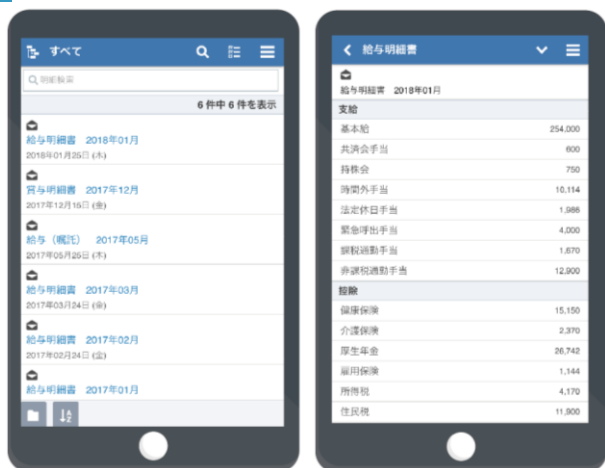 すべて
明細検索
6 件中 6 件を表示
給与明細書 2018年01月
2018年01月25日 (木)
賞与明細書 2017年12月
2017年12月15日 (金)
給与（嘱託） 2017年05月
2017年05月25日 (木)
給与明細書 2017年03月
2017年03月24日 (金)
給与明細書 2017年02月
2017年02月24日 (金)
給与明細書 2017年01月
給与明細書
給与明細書 2018年01月
支給
基本給 254,000
共済会手当 600
持株会 750
時間外手当 10,114
法定休日手当 1,986
緊急呼出手当 4,000
課税通勤手当 1,670
非課税通勤手当 12,900
控除
健康保険 15,150
介護保険 2,370
厚生年金 26,742
雇用保険 1,144
所得税 4,170
住民税 11,900